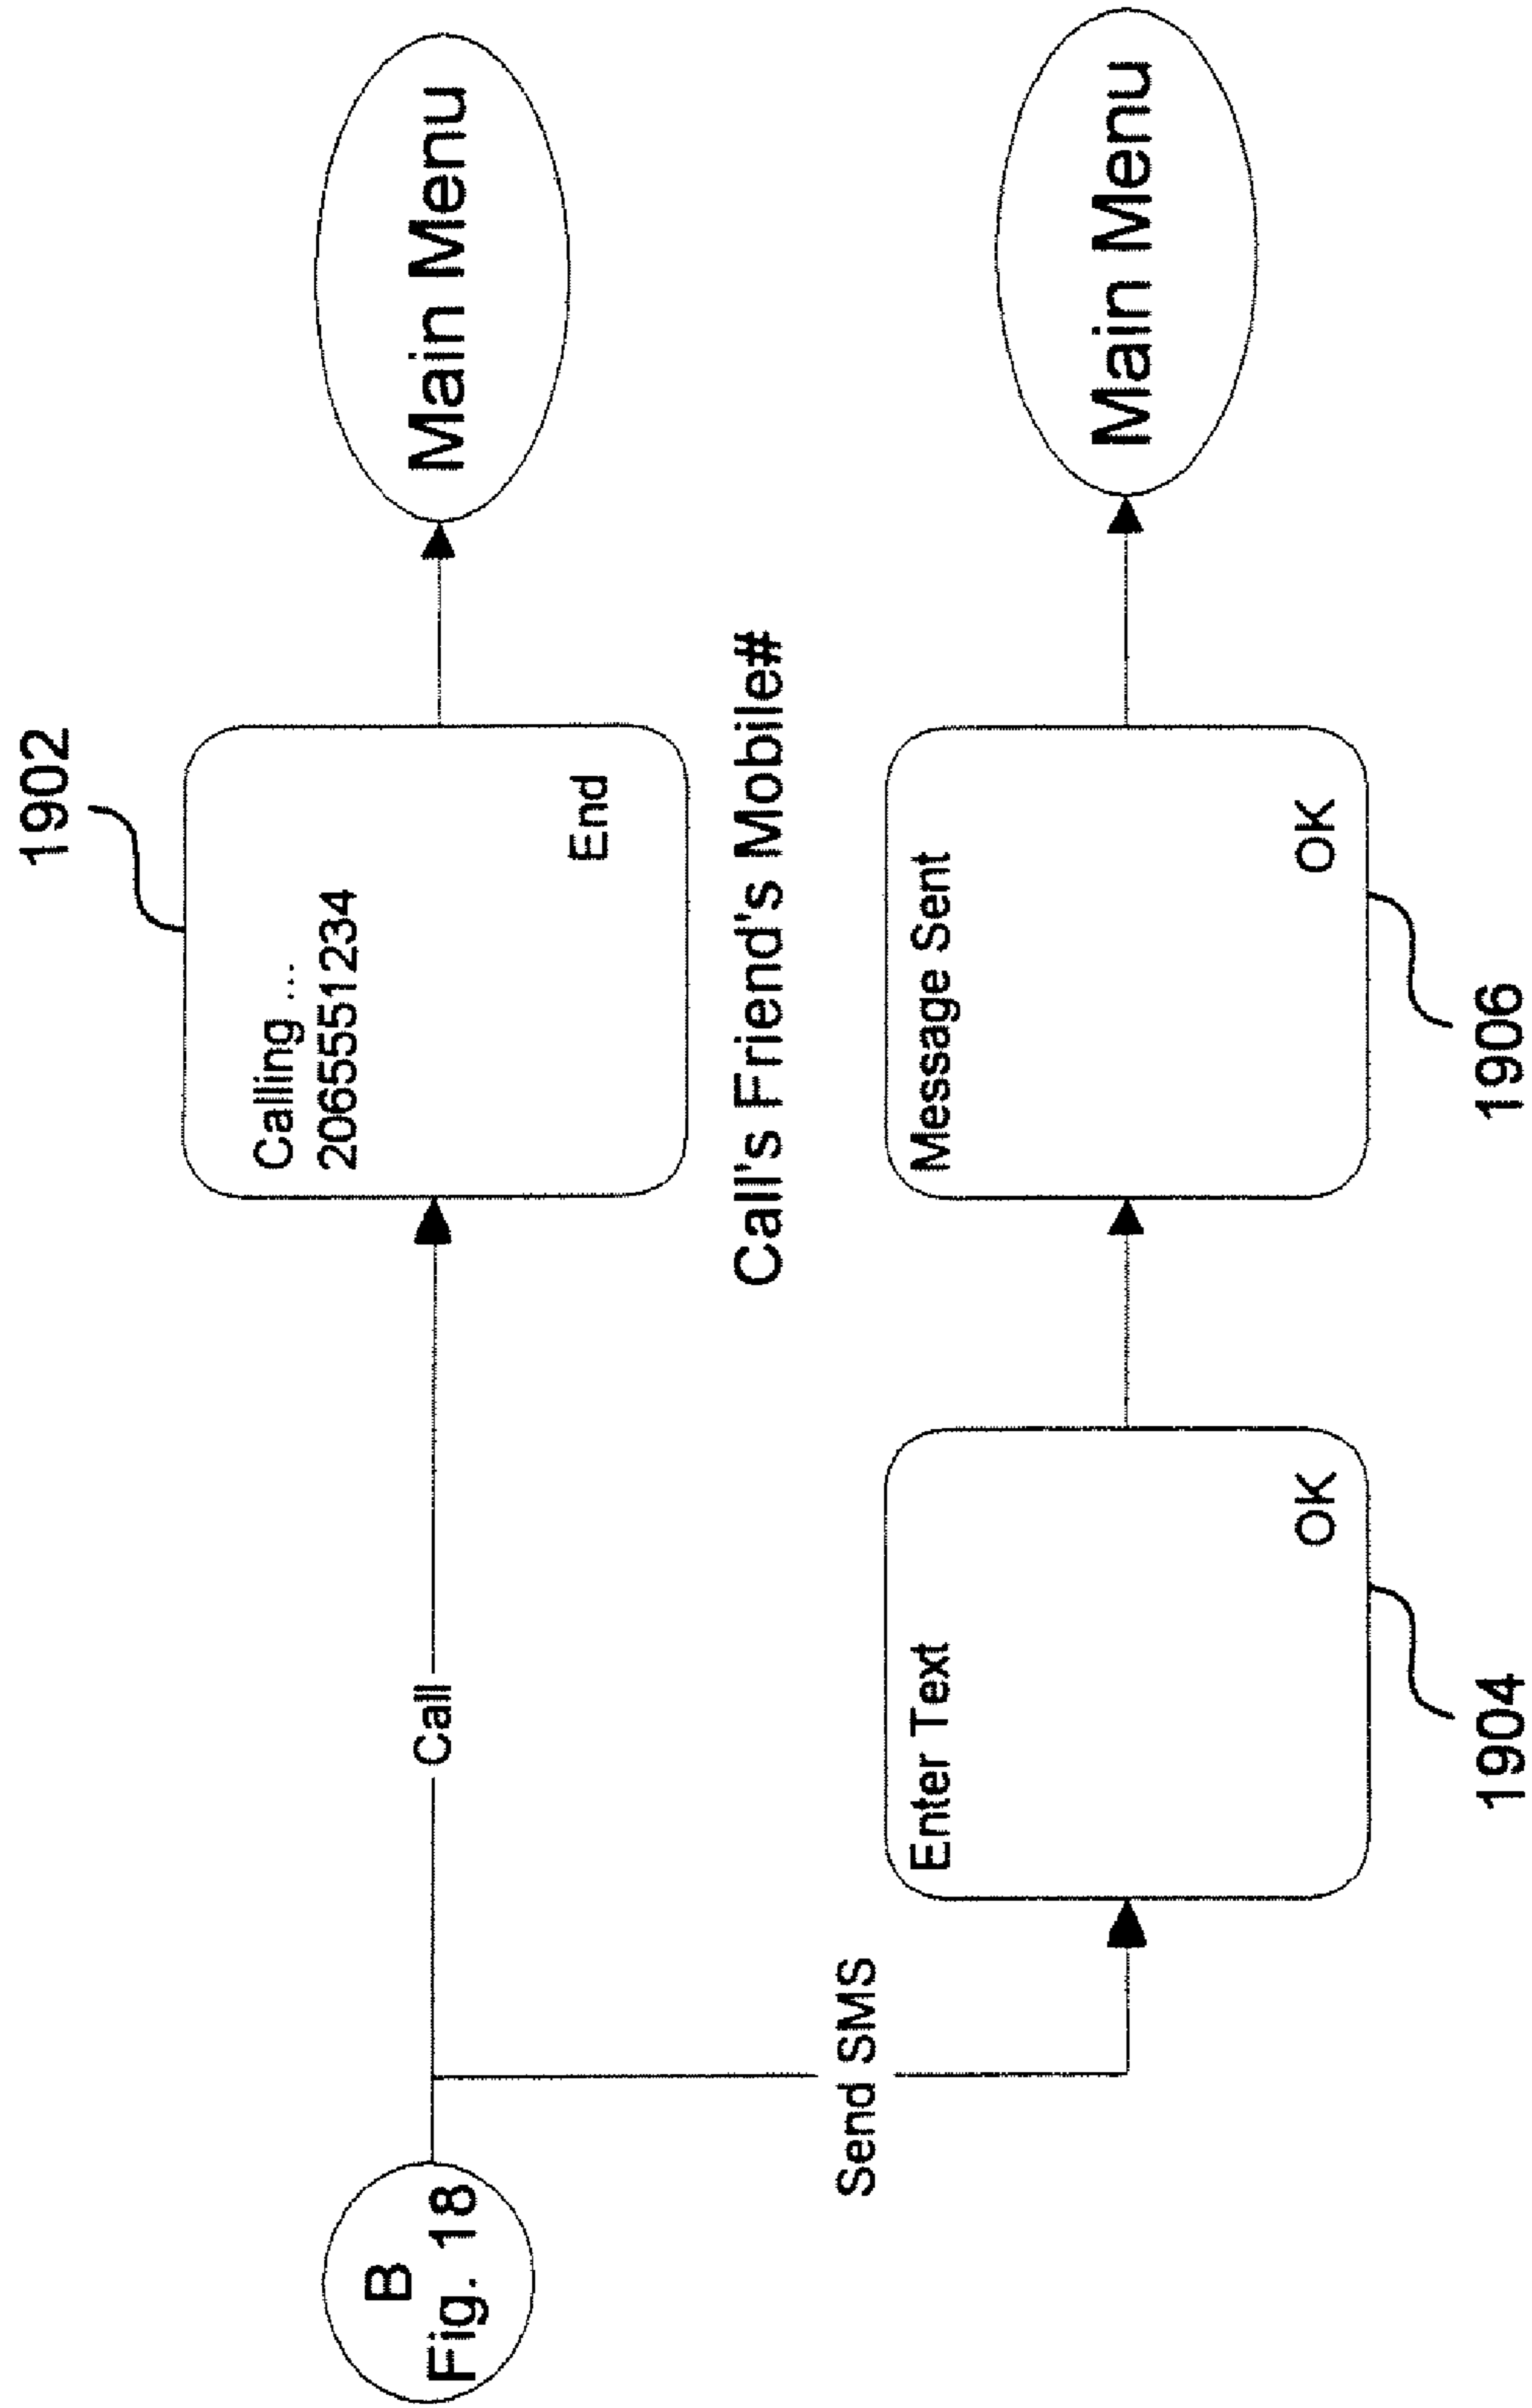 B
Fig. 18
Call
1902
Calling ...
2065551234
End
Call's Friend's Mobile#
Main Menu
Send SMS
Enter Text
OK
1904
Message Sent
OK
1906
Main Menu